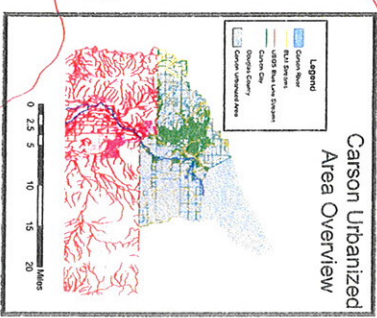 Carson Urbanized
Area Overview
Legend
Carson River
BLM Streams
USGS Blue Line Streams
Carson City
Douglas County
Carson Urbanized Area
0 2.5 5 10 15 20
Miles